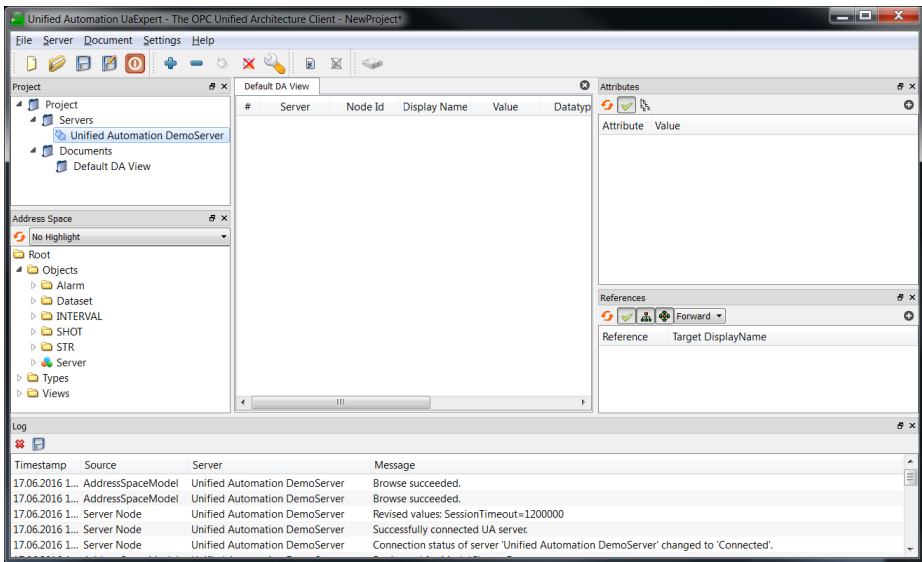 Unified Automation UaExpert - The OPC Unified Architecture Client - NewProject*
File Server Document Settings Help
Project
Project
Servers
Unified Automation DemoServer
Documents
Default DA View
Address Space
No Highlight
Root
Objects
Alarm
Dataset
INTERVAL
SHOT
STR
Server
Types
Views
Default DA View
# Server Node Id Display Name Value Datatyp
Attributes
Attribute Value
References
Forward
Reference Target DisplayName
Log
Timestamp Source Server Message
17.06.2016 1... AddressSpaceModel Unified Automation DemoServer Browse succeeded.
17.06.2016 1... AddressSpaceModel Unified Automation DemoServer Browse succeeded.
17.06.2016 1... Server Node Unified Automation DemoServer Revised values: SessionTimeout=1200000
17.06.2016 1... Server Node Unified Automation DemoServer Successfully connected UA server.
17.06.2016 1... Server Node Unified Automation DemoServer Connection status of server 'Unified Automation DemoServer' changed to 'Connected'.